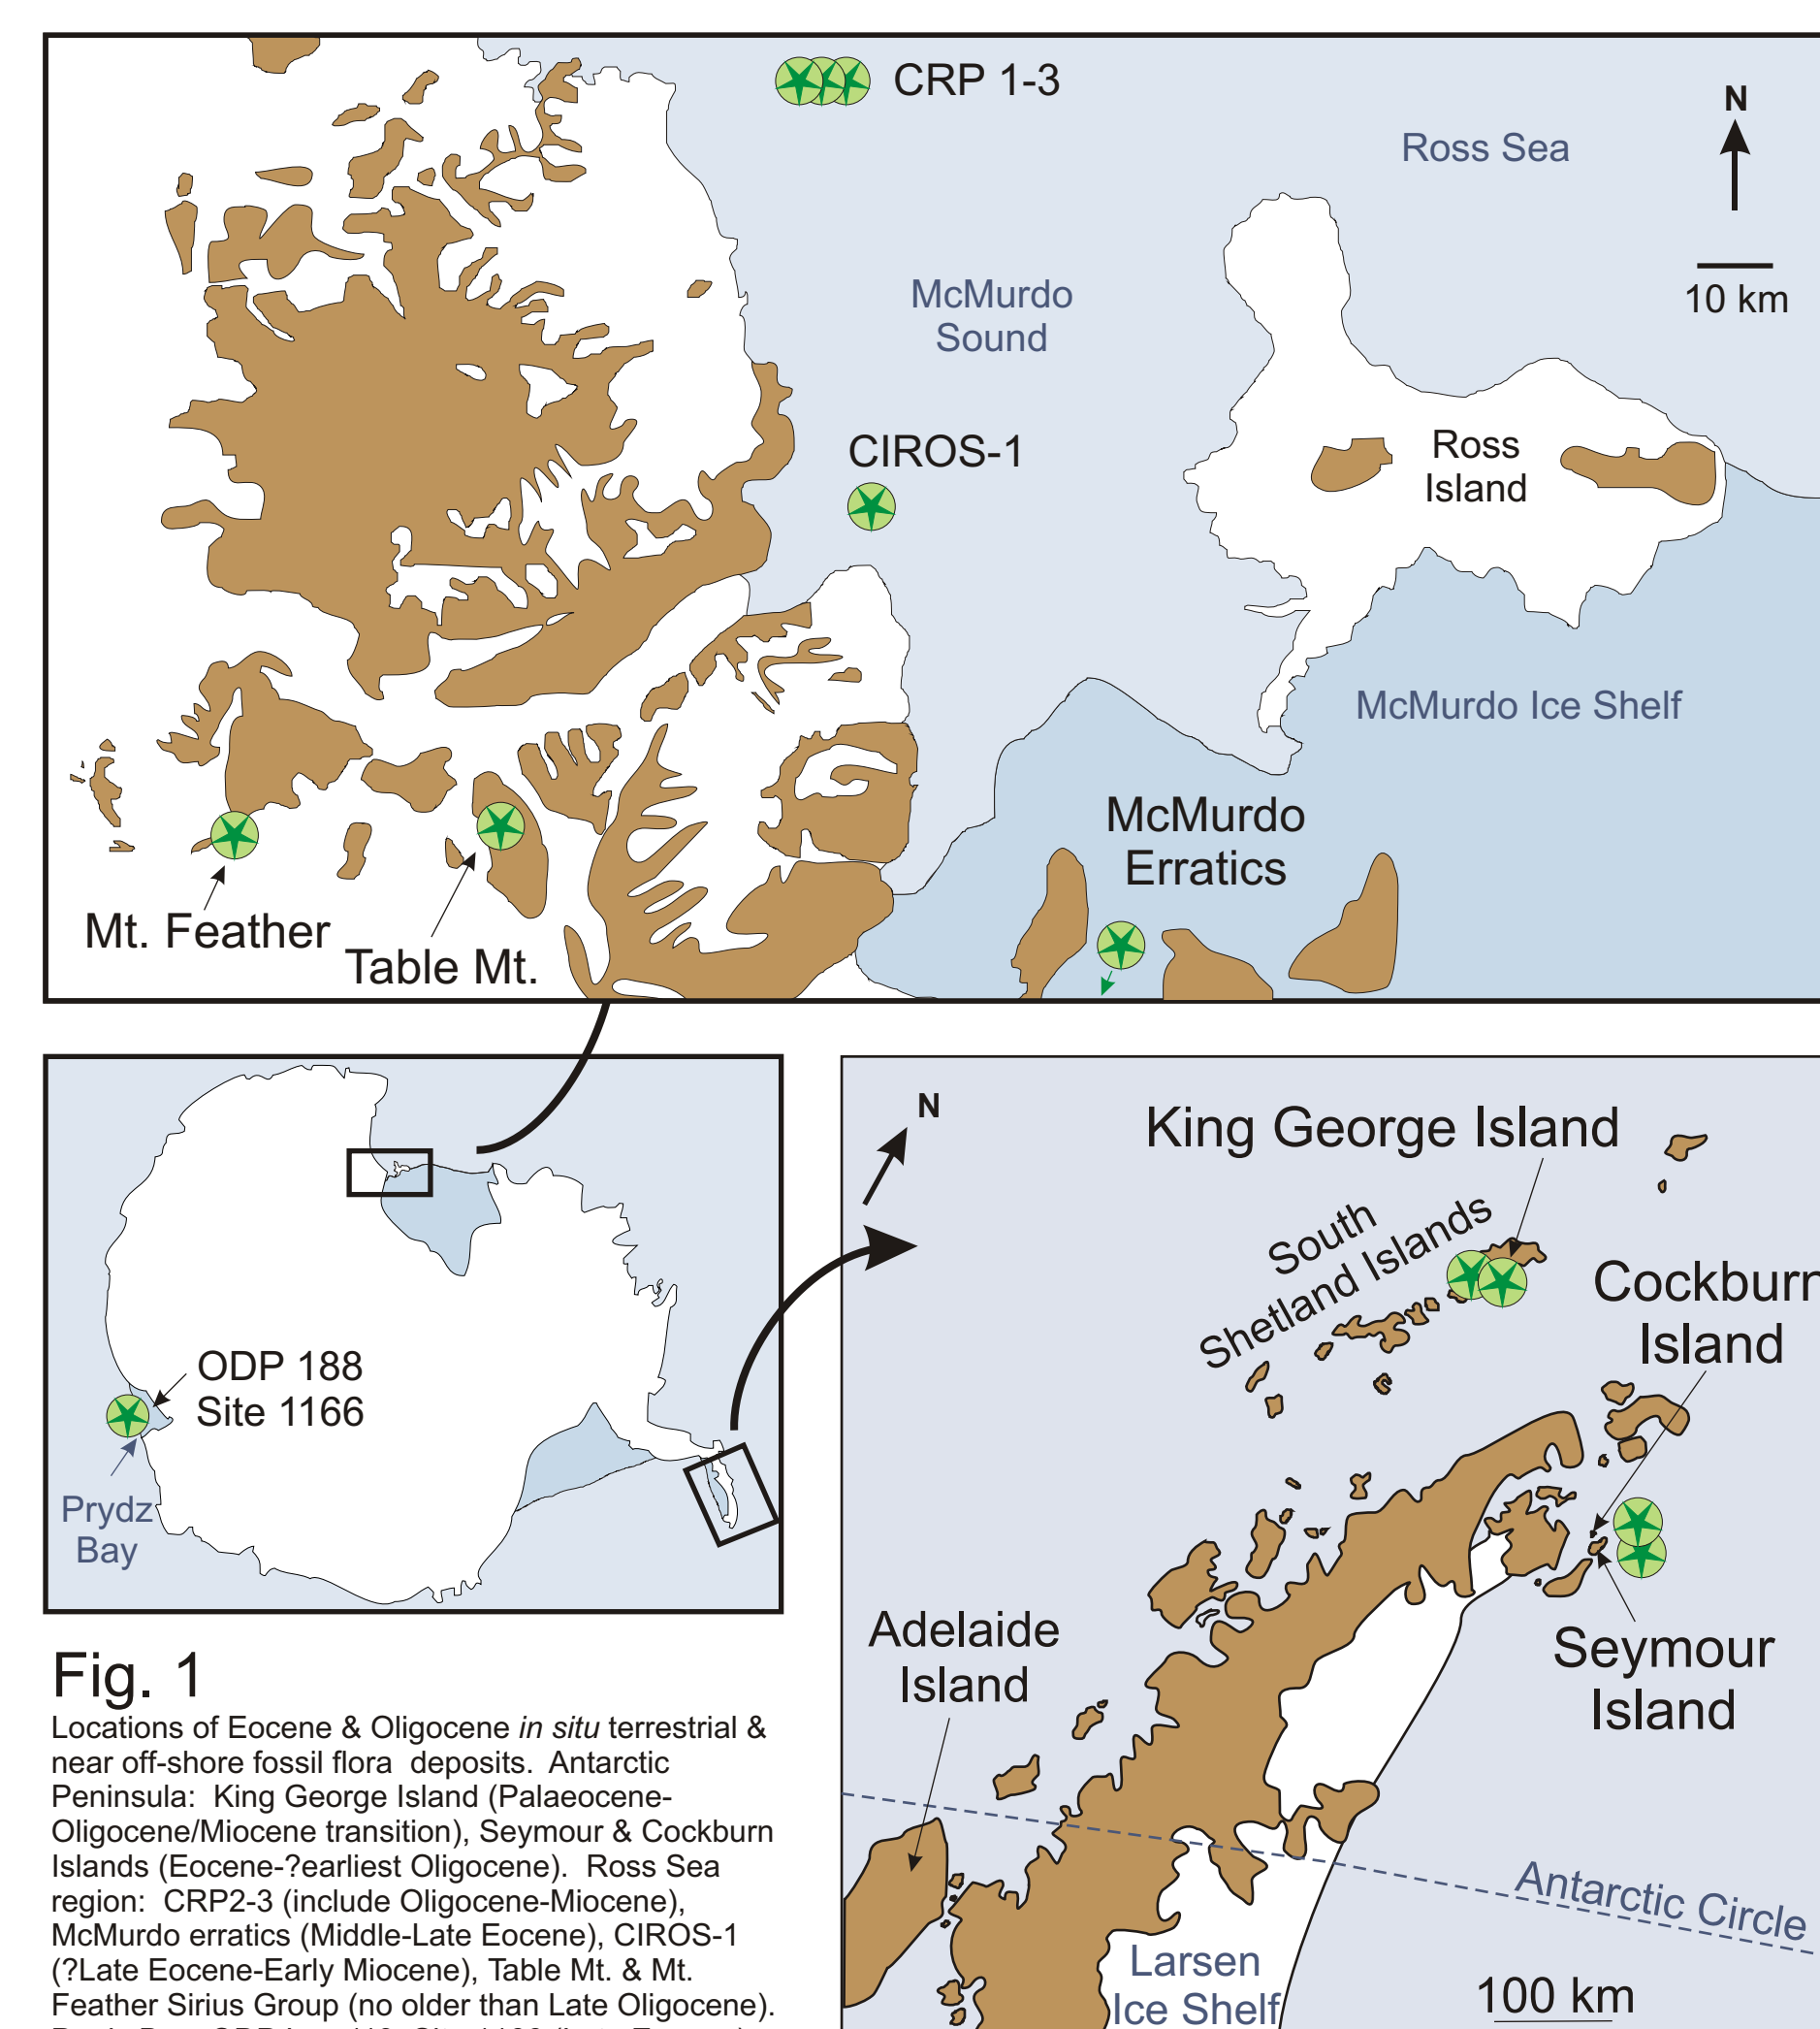 CRP 1-3
N
Ross Sea
10 km
McMurdo
Sound
CIROS-1
Ross
Island
McMurdo Ice Shelf
McMurdo
Erratics
Mt. Feather
Table Mt.
ODP 188
Site 1166
Prydz
Bay
N
King George Island
South
Shetland Islands
Cockburn
Island
Seymour
Island
Adelaide
Island
Antarctic Circle
Larsen
Ice Shelf
100 km
Fig. 1
Locations of Eocene & Oligocene in situ terrestrial &
near off-shore fossil flora deposits. Antarctic
Peninsula: King George Island (Palaeocene-
Oligocene/Miocene transition), Seymour & Cockburn
Islands (Eocene-?earliest Oligocene). Ross Sea
region: CRP2-3 (include Oligocene-Miocene),
McMurdo erratics (Middle-Late Eocene), CIROS-1
(?Late Eocene-Early Miocene), Table Mt. & Mt.
Feather Sirius Group (no older than Late Oligocene).